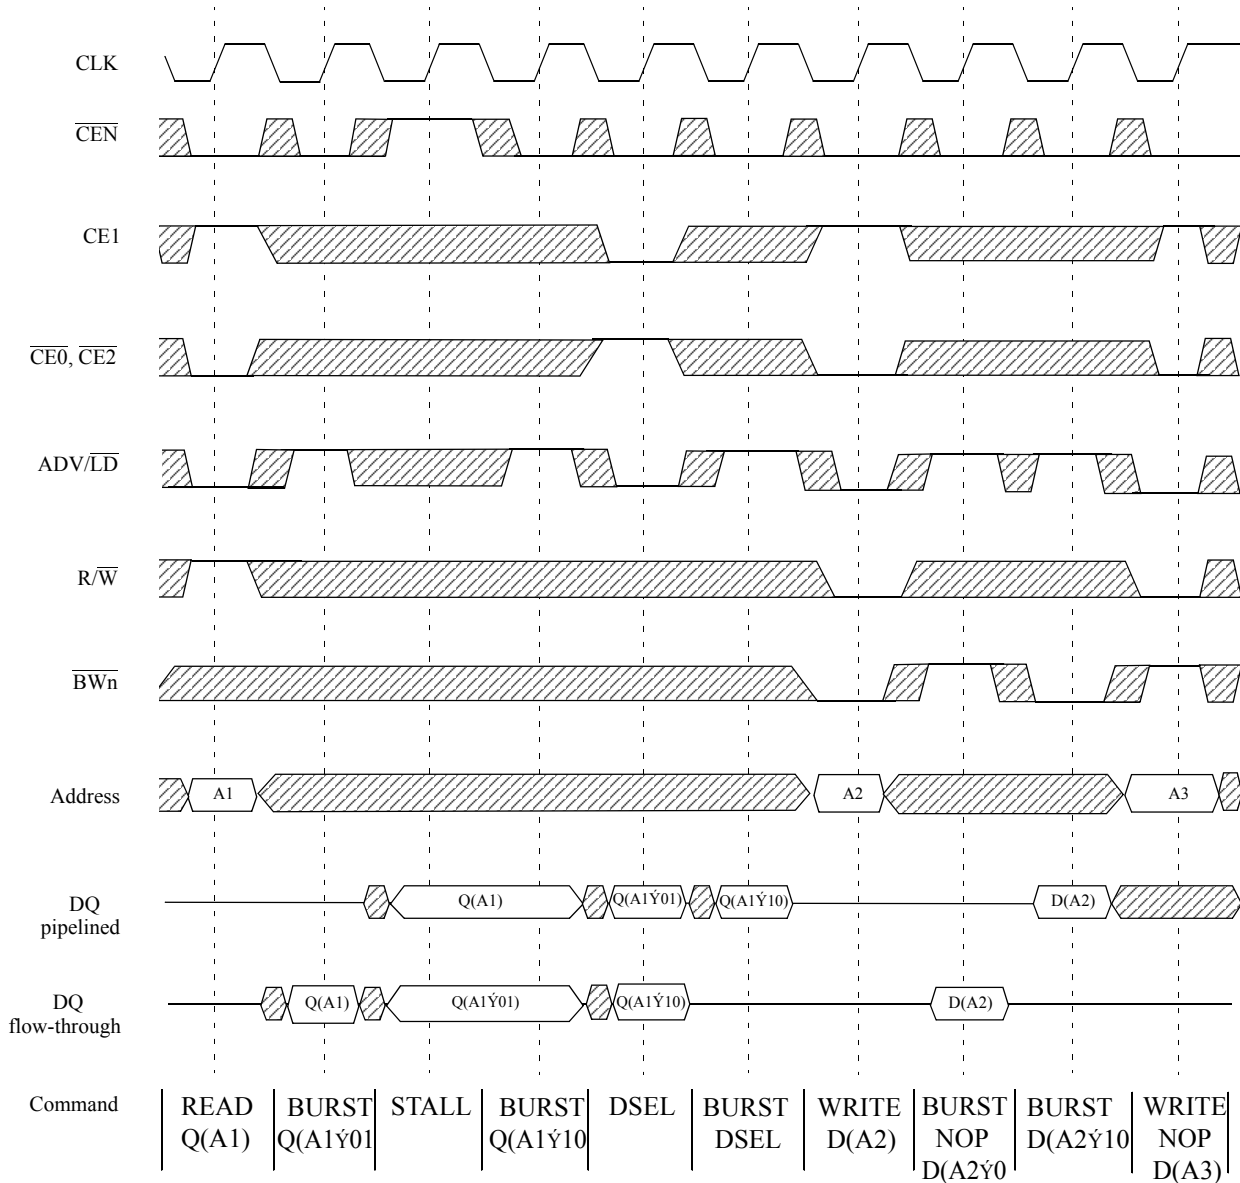 CLK
CEN
CE1
CE0, CE2
ADV/LD
R/W
BWn
Address
A1
A2
A3
DQ
pipelined
Q(A1)
Q(A1Ý01)
Q(A1Ý10)
D(A2)
DQ
flow-through
Q(A1)
Q(A1Ý01)
Q(A1Ý10)
D(A2)
Command
READ
Q(A1)
BURST
Q(A1Ý01
STALL
BURST
Q(A1Ý10
DSEL
BURST
DSEL
WRITE
D(A2)
BURST
NOP
D(A2Ý0
BURST
D(A2Ý10
WRITE
NOP
D(A3)